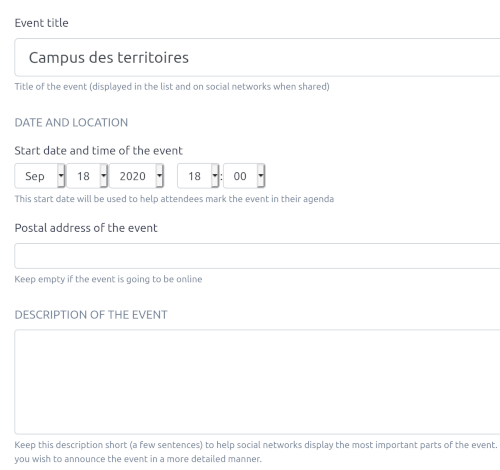 Event title
Campus des territoires
Title of the event (displayed in the list and on social networks when shared)
DATE AND LOCATION
Start date and time of the event
Sep 18 2020 18 : 00
This start date will be used to help attendees mark the event in their agenda
Postal address of the event
Keep empty if the event is going to be online
DESCRIPTION OF THE EVENT
Keep this description short (a few sentences) to help social networks display the most important parts of the event.
you wish to announce the event in a more detailed manner.